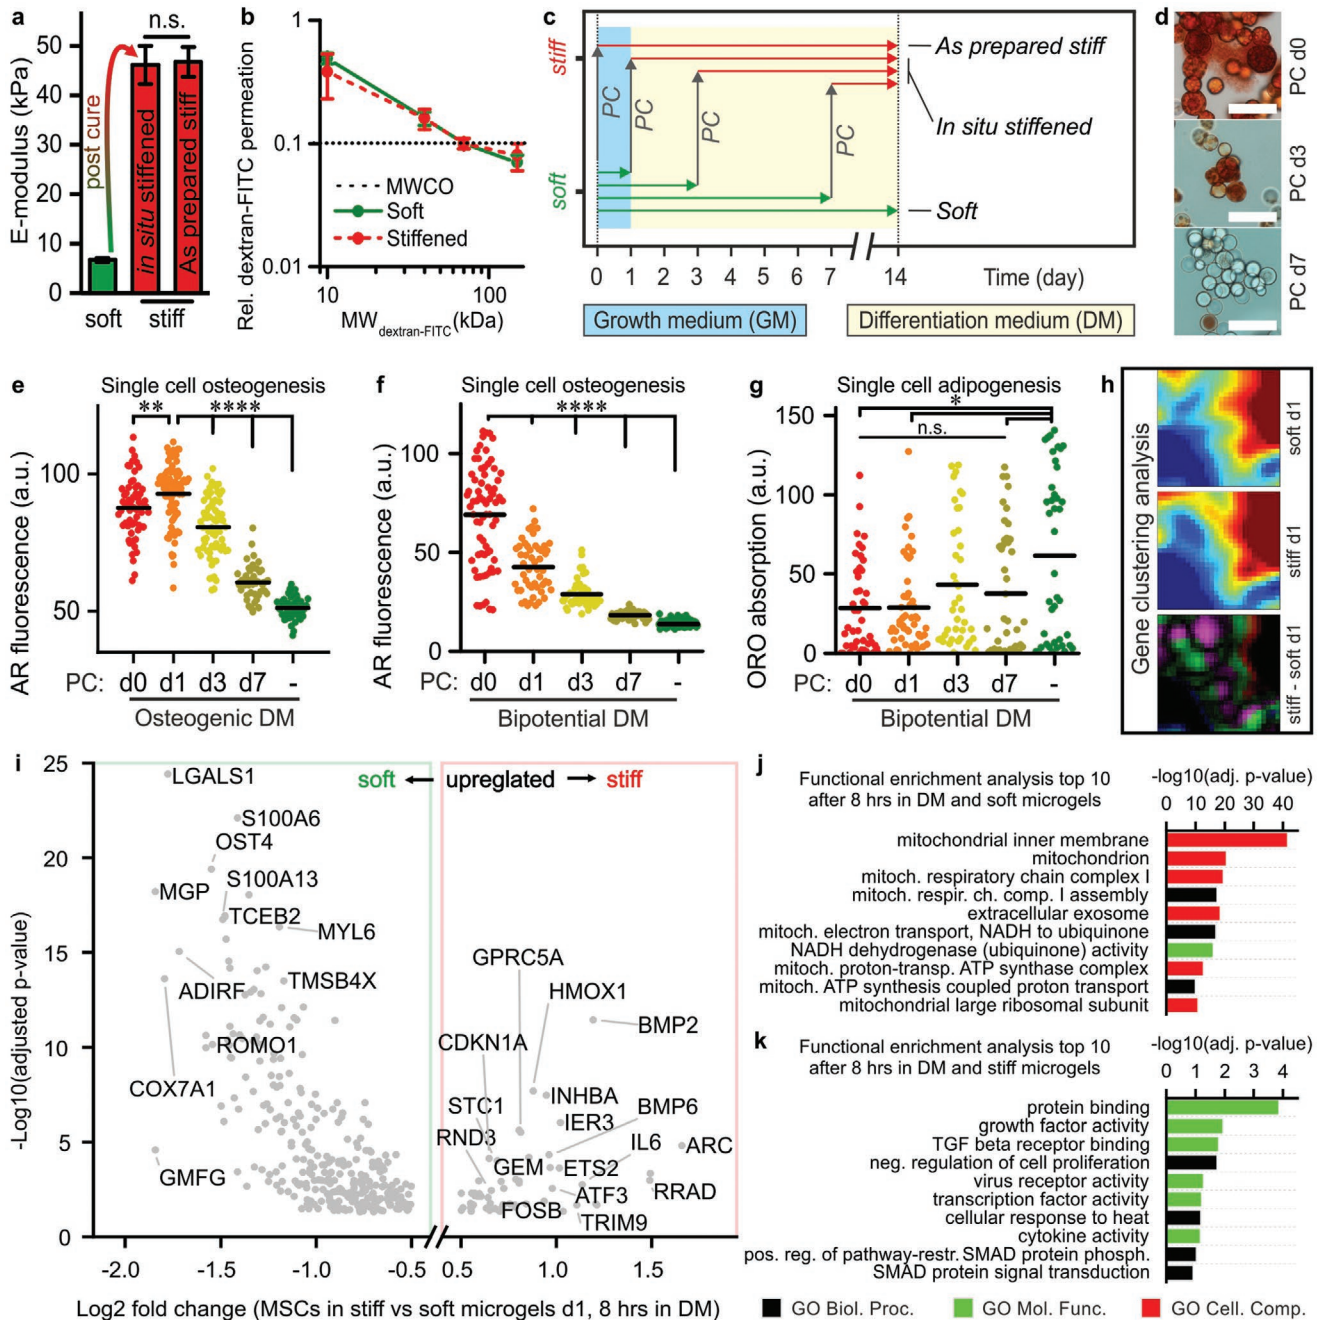 a
n.s.
E-modulus (kPa)
50
40
30
20
10
0
post cure
in situ stiffened
As prepared stiff
soft
stiff
b
Rel. dextran-FITC permeation
1
0.1
0.01
MWCO
Soft
Stiffened
10
100
MWdextran-FITC(kDa)
c
stiff
soft
PC
PC
PC
PC
As prepared stiff
In situ stiffened
Soft
0 1 2 3 4 5 6 7 14 Time (day)
Growth medium (GM)
Differentiation medium (DM)
d
PC d0
PC d3
PC d7
e
Single cell osteogenesis
** ****
AR fluorescence (a.u.)
100
50
PC: d0 d1 d3 d7 -
Osteogenic DM
f
Single cell osteogenesis
****
AR fluorescence (a.u.)
100
50
0
PC: d0 d1 d3 d7 -
Bipotential DM
g
Single cell adipogenesis
*
n.s.
ORO absorption (a.u.)
150
100
50
0
PC: d0 d1 d3 d7 -
Bipotential DM
h
Gene clustering analysis
soft d1
stiff d1
stiff - soft d1
i
soft upreglated stiff
-Log10(adjusted p-value)
25
20
15
10
5
0
LGALS1
S100A6
OST4
S100A13
MGP
TCEB2
MYL6
ADIRF
TMSB4X
ROMO1
COX7A1
GMFG
GPRC5A
HMOX1
BMP2
CDKN1A
INHBA
STC1
IER3
BMP6
RND3
IL6
ARC
GEM
ETS2
ATF3
RRAD
FOSB
TRIM9
-2.0 -1.5 -1.0 -0.5 0.5 1.0 1.5
Log2 fold change (MSCs in stiff vs soft microgels d1, 8 hrs in DM)
j
Functional enrichment analysis top 10
after 8 hrs in DM and soft microgels
-log10(adj. p-value)
0 10 20 30 40
mitochondrial inner membrane
mitochondrion
mitoch. respiratory chain complex I
mitoch. respir. ch. comp. I assembly
extracellular exosome
mitoch. electron transport, NADH to ubiquinone
NADH dehydrogenase (ubiquinone) activity
mitoch. proton-transp. ATP synthase complex
mitoch. ATP synthesis coupled proton transport
mitochondrial large ribosomal subunit
k
Functional enrichment analysis top 10
after 8 hrs in DM and stiff microgels
-log10(adj. p-value)
0 1 2 3 4
protein binding
growth factor activity
TGF beta receptor binding
neg. regulation of cell proliferation
virus receptor activity
transcription factor activity
cellular response to heat
cytokine activity
pos. reg. of pathway-restr. SMAD protein phosph.
SMAD protein signal transduction
GO Biol. Proc.
GO Mol. Func.
GO Cell. Comp.